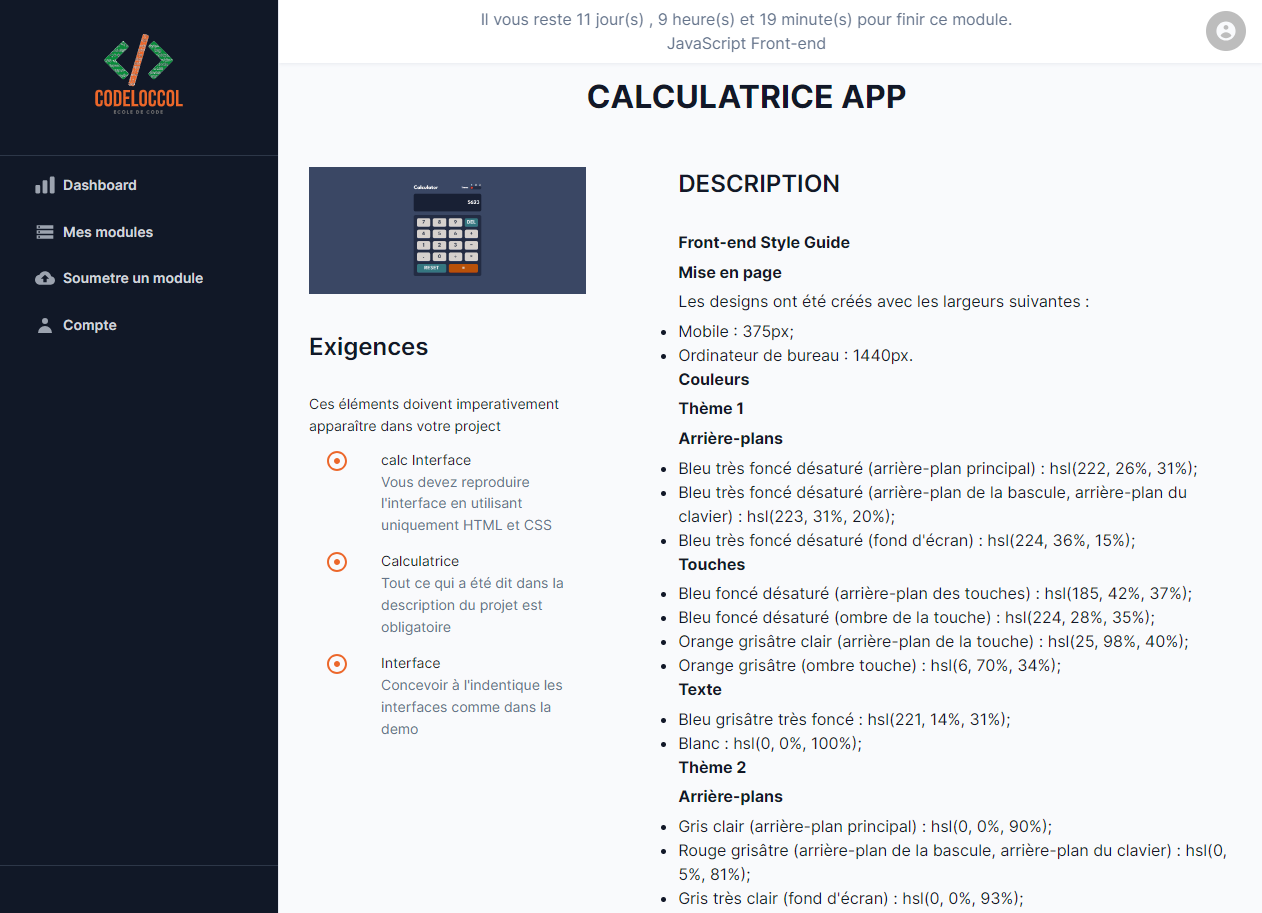 CODELOCCOL
ECOLE DE CODE
Dashboard
Mes modules
Soumetre un module
Compte
Il vous reste 11 jour(s) , 9 heure(s) et 19 minute(s) pour finir ce module.
JavaScript Front-end
CALCULATRICE APP
Calculator
5623
7 8 9 DEL
4 5 6 +
1 2 3 -
. 0 ÷ ×
RESET =
Exigences
Ces éléments doivent imperativement
apparaître dans votre project
calc Interface
Vous devez reproduire
l'interface en utilisant
uniquement HTML et CSS
Calculatrice
Tout ce qui a été dit dans la
description du projet est
obligatoire
Interface
Concevoir à l'indentique les
interfaces comme dans la
demo
DESCRIPTION
Front-end Style Guide
Mise en page
Les designs ont été créés avec les largeurs suivantes :
Mobile : 375px;
Ordinateur de bureau : 1440px.
Couleurs
Thème 1
Arrière-plans
Bleu très foncé désaturé (arrière-plan principal) : hsl(222, 26%, 31%);
Bleu très foncé désaturé (arrière-plan de la bascule, arrière-plan du
clavier) : hsl(223, 31%, 20%);
Bleu très foncé désaturé (fond d'écran) : hsl(224, 36%, 15%);
Touches
Bleu foncé désaturé (arrière-plan des touches) : hsl(185, 42%, 37%);
Bleu foncé désaturé (ombre de la touche) : hsl(224, 28%, 35%);
Orange grisâtre clair (arrière-plan de la touche) : hsl(25, 98%, 40%);
Orange grisâtre (ombre touche) : hsl(6, 70%, 34%);
Texte
Bleu grisâtre très foncé : hsl(221, 14%, 31%);
Blanc : hsl(0, 0%, 100%);
Thème 2
Arrière-plans
Gris clair (arrière-plan principal) : hsl(0, 0%, 90%);
Rouge grisâtre (arrière-plan de la bascule, arrière-plan du clavier) : hsl(0,
5%, 81%);
Gris très clair (fond d'écran) : hsl(0, 0%, 93%);